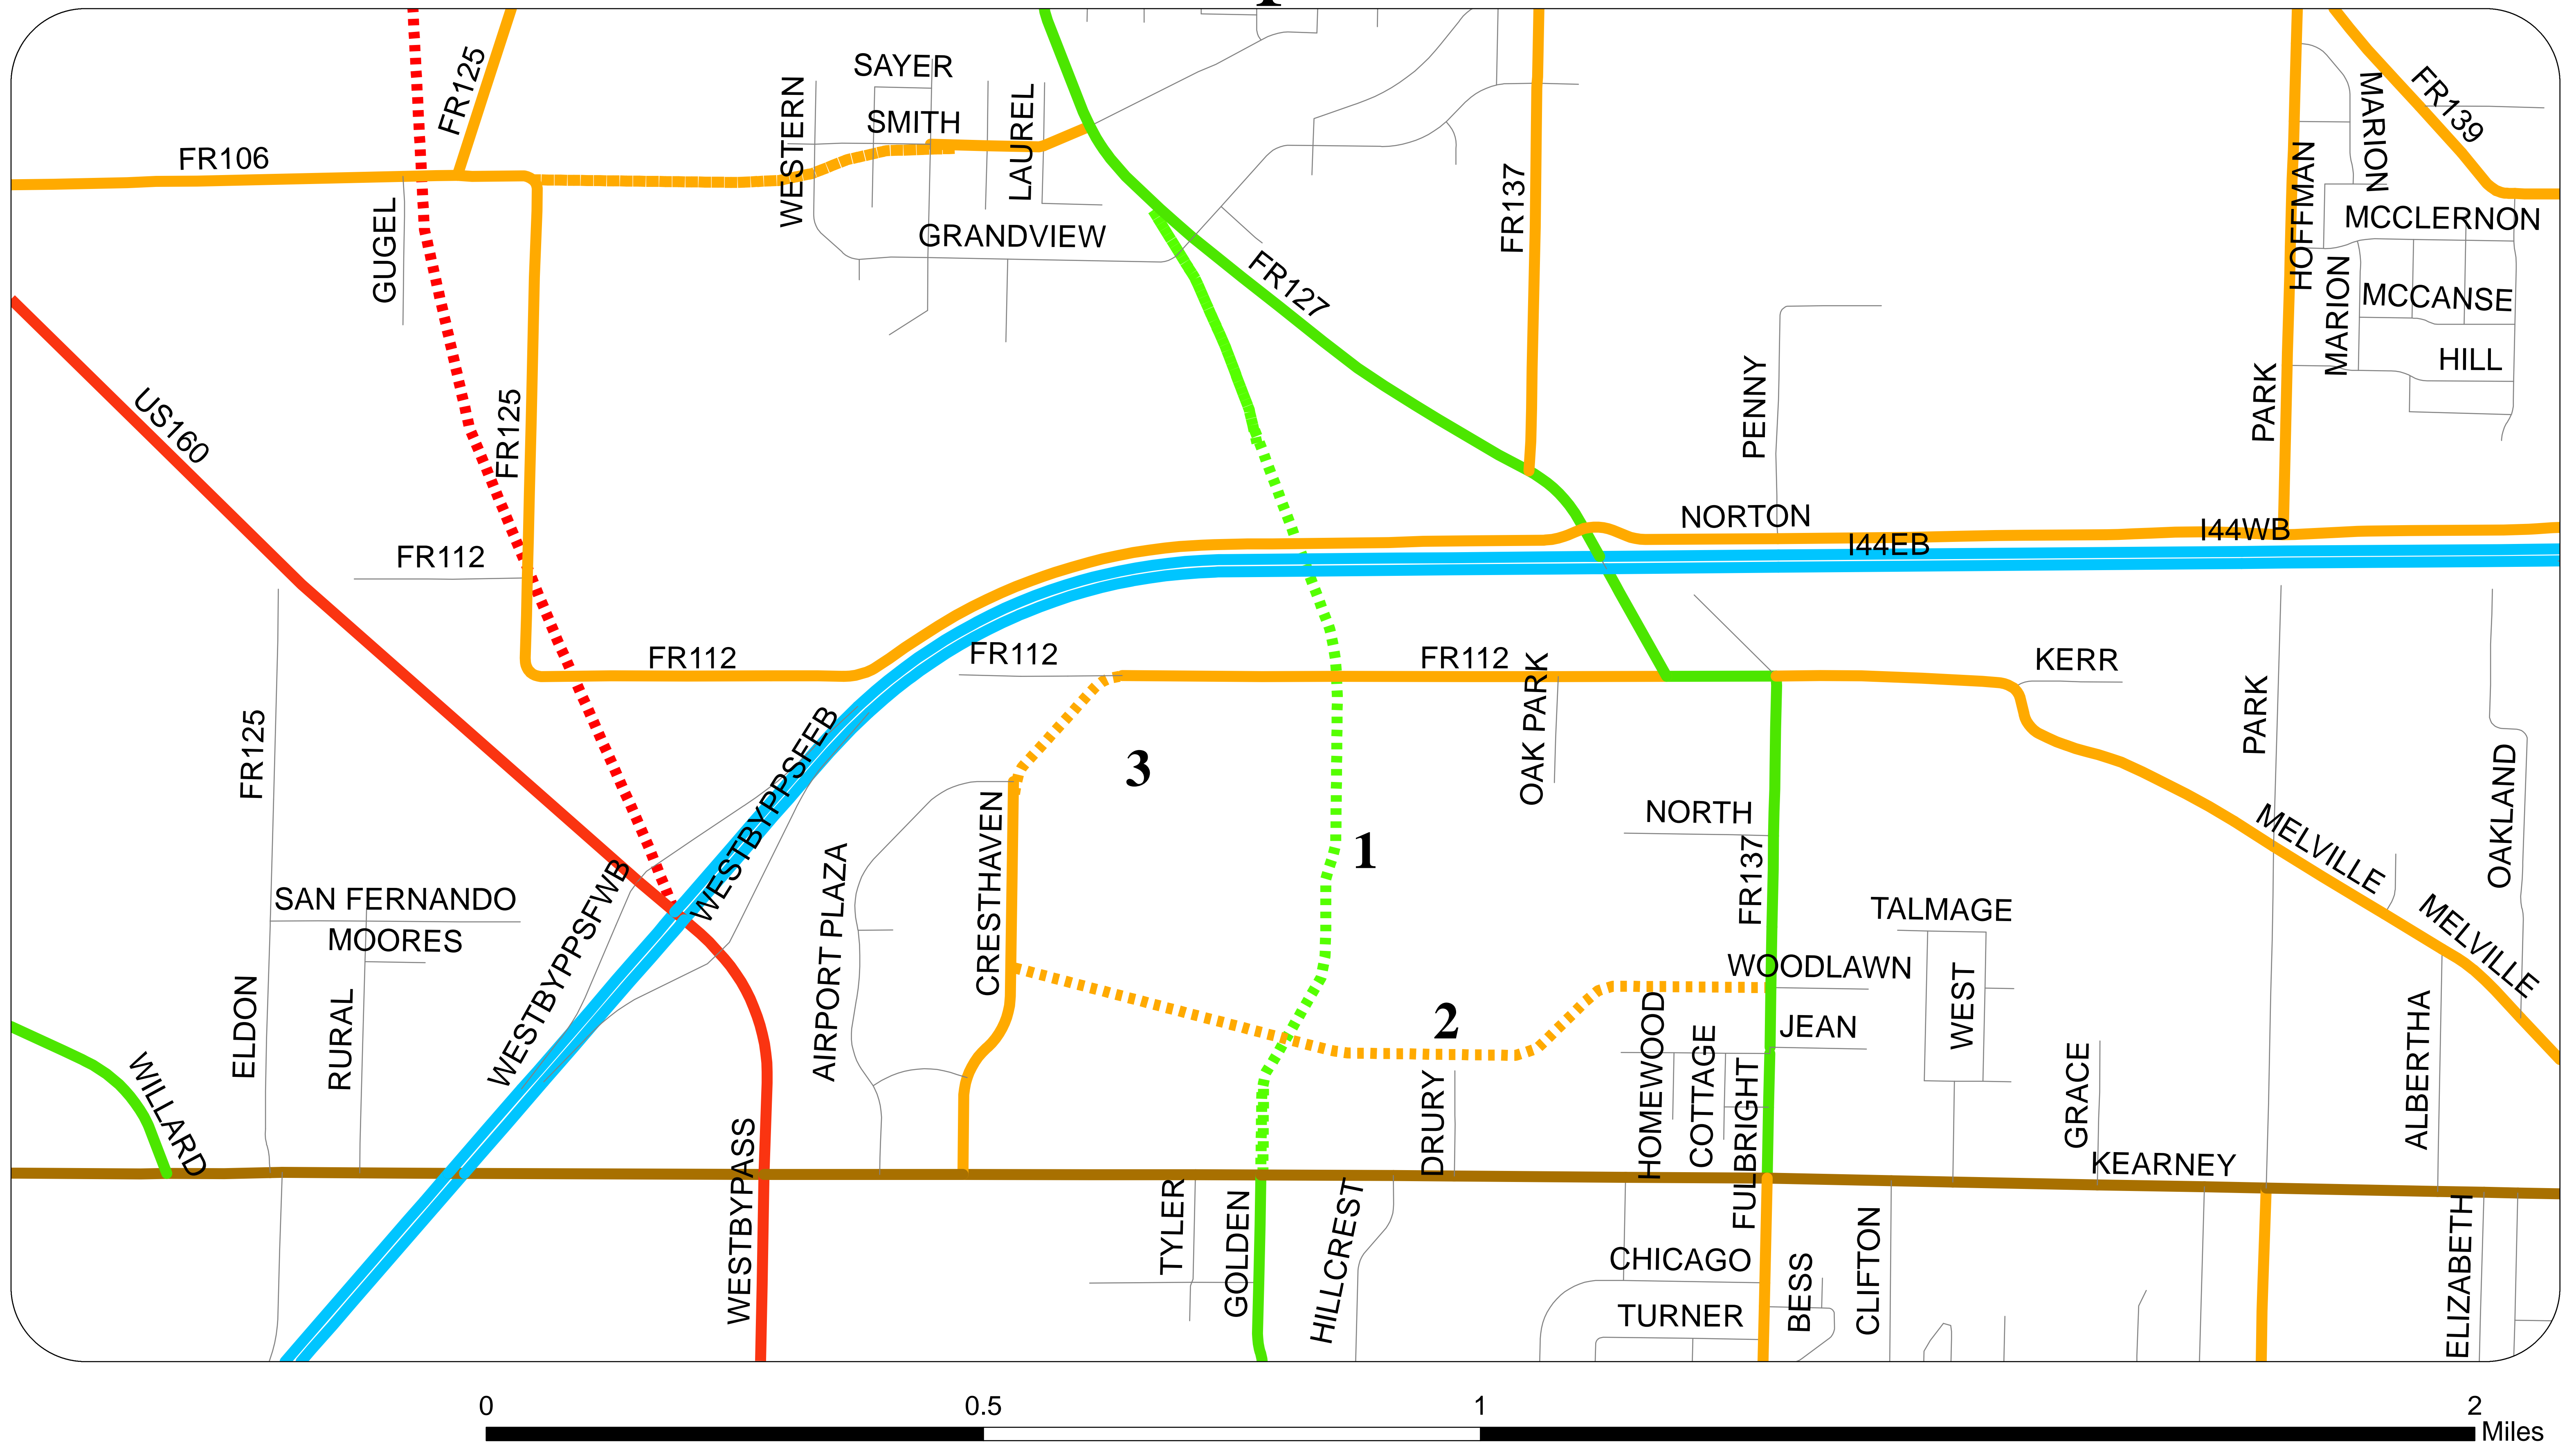 SAYER
FR125
WESTERN
SMITH
LAUREL
MARION
FR139
FR106
GUGEL
GRANDVIEW
FR127
FR137
HOFFMAN
MCCLERNON
MARION
MCCANSE
HILL
US160
FR125
PENNY
PARK
NORTON
I44EB
I44WB
FR112
FR112
FR112
FR112
OAK PARK
KERR
FR125
WESTBYPPSFEB
3
PARK
OAKLAND
NORTH
1
MELVILLE
FR137
SAN FERNANDO
MOORES
WESTBYPPSFWB
AIRPORT PLAZA
CRESTHAVEN
TALMAGE
MELVILLE
WOODLAWN
WEST
ELDON
RURAL
2
HOMEWOOD
COTTAGE
JEAN
WILLARD
DRURY
FULBRIGHT
GRACE
ALBERTHA
KEARNEY
WESTBYPASS
TYLER
GOLDEN
HILLCREST
CHICAGO
TURNER
BESS
CLIFTON
ELIZABETH
0 0.5 1 2
Miles